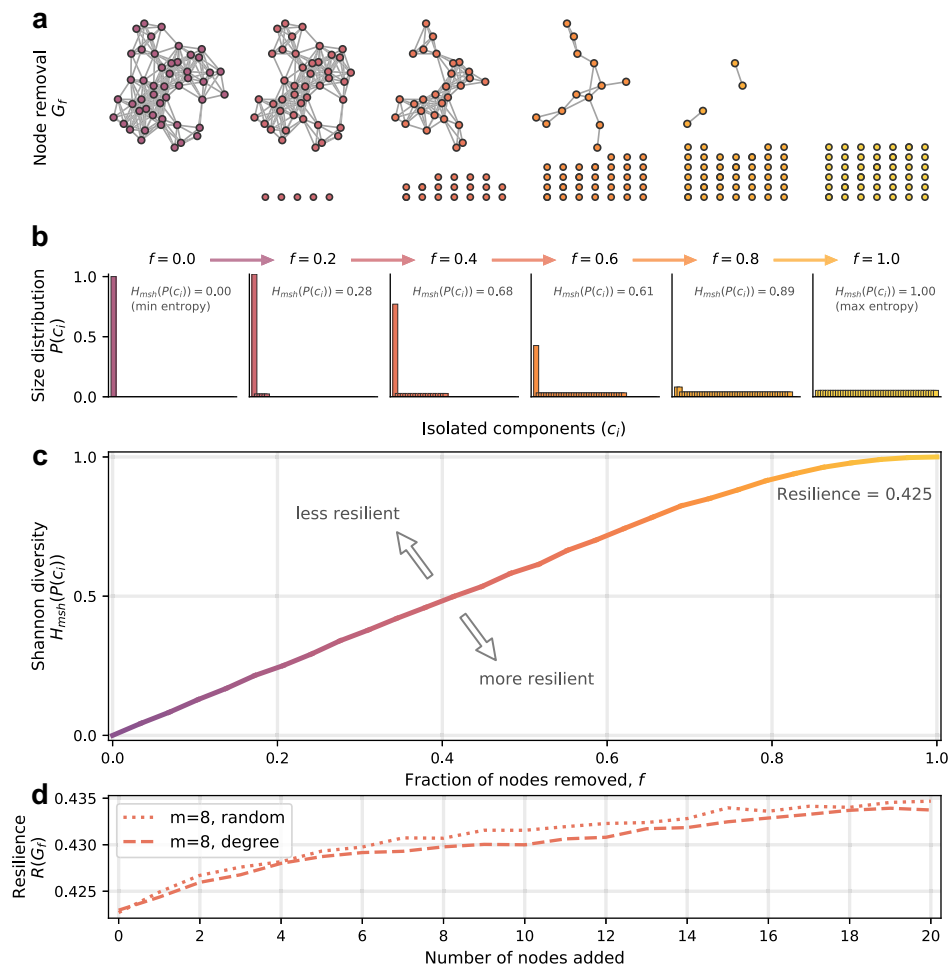 a
Node removal
G_f
b
f = 0.0
f = 0.2
f = 0.4
f = 0.6
f = 0.8
f = 1.0
Size distribution
P(c_i)
1.0
0.5
0.0
H_msh(P(c_i)) = 0.00
(min entropy)
H_msh(P(c_i)) = 0.28
H_msh(P(c_i)) = 0.68
H_msh(P(c_i)) = 0.61
H_msh(P(c_i)) = 0.89
H_msh(P(c_i)) = 1.00
(max entropy)
Isolated components (c_i)
c
Shannon diversity
H_msh(P(c_i))
1.0
0.5
0.0
less resilient
more resilient
Resilience = 0.425
0.0 0.2 0.4 0.6 0.8 1.0
Fraction of nodes removed, f
d
Resilience
R(G_f)
0.435
0.430
0.425
m=8, random
m=8, degree
0 2 4 6 8 10 12 14 16 18 20
Number of nodes added